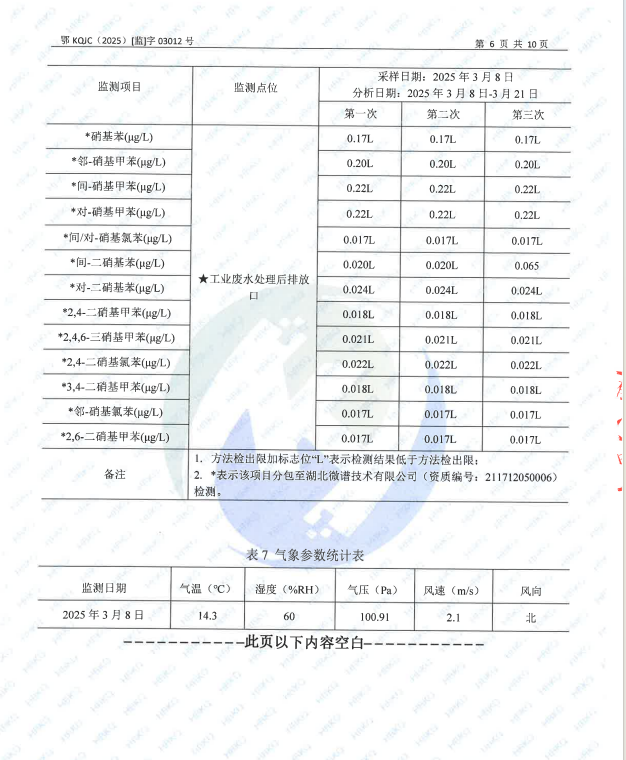 鄂 KQJC（2025）[监]字 03012 号
第 6 页 共 10 页
监测项目 监测点位 采样日期：2025 年 3 月 8 日
分析日期：2025 年 3 月 8 日-3 月 21 日
第一次 第二次 第三次
*硝基苯(μg/L) 0.17L 0.17L 0.17L
*邻-硝基甲苯(μg/L) 0.20L 0.20L 0.20L
*间-硝基甲苯(μg/L) 0.22L 0.22L 0.22L
*对-硝基甲苯(μg/L) 0.22L 0.22L 0.22L
*间/对-硝基氯苯(μg/L) 0.017L 0.017L 0.017L
*间-二硝基苯(μg/L) 0.020L 0.020L 0.065
★工业废水处理后排放
口
*对-二硝基苯(μg/L) 0.024L 0.024L 0.024L
*2,4-二硝基甲苯(μg/L) 0.018L 0.018L 0.018L
*2,4,6-三硝基甲苯(μg/L) 0.021L 0.021L 0.021L
*2,4-二硝基氯苯(μg/L) 0.022L 0.022L 0.022L
*3,4-二硝基甲苯(μg/L) 0.018L 0.018L 0.018L
*邻-硝基氯苯(μg/L) 0.017L 0.017L 0.017L
*2,6-二硝基甲苯(μg/L) 0.017L 0.017L 0.017L
备注
1. 方法检出限加标志位“L”表示检测结果低于方法检出限；
2. *表示该项目分包至湖北微谱技术有限公司（资质编号：211712050006）
检测。
表 7 气象参数统计表
监测日期 气温（℃） 湿度（%RH） 气压（Pa） 风速（m/s） 风向
2025 年 3 月 8 日 14.3 60 100.91 2.1 北
------------此页以下内容空白------------